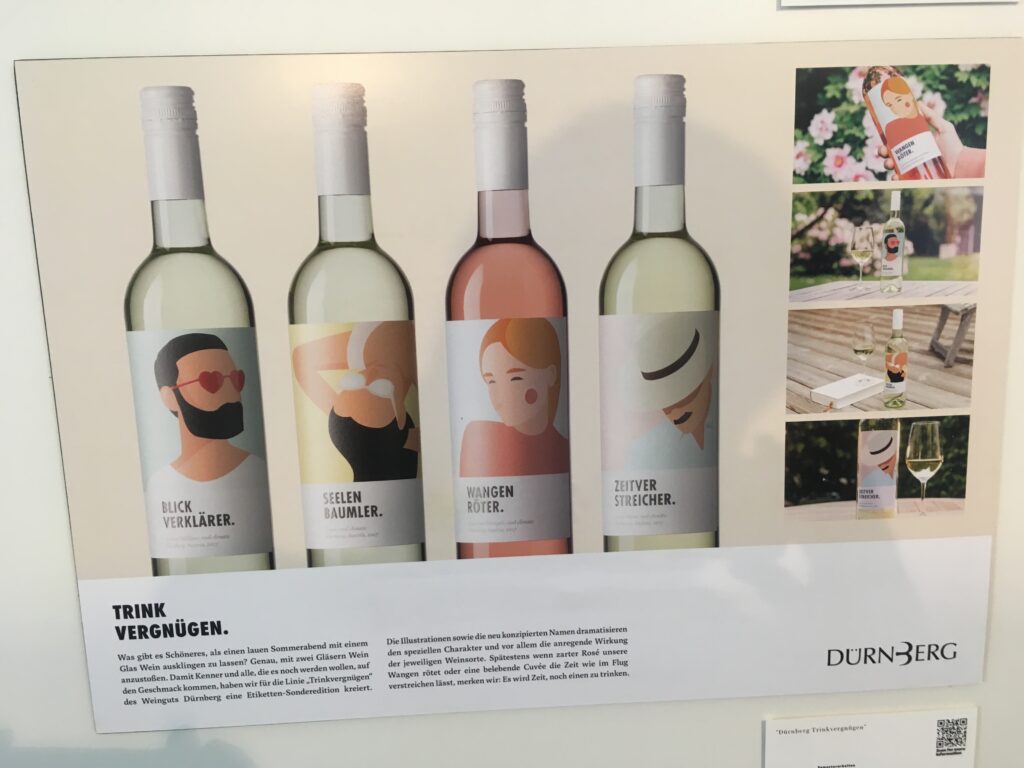 BLICK
VERKLÄRER.
SEELEN
BAUMLER.
WANGEN
RÖTER.
ZEITVER
STREICHER.
WANGEN
RÖTER.
ZEITVER
STREICHER.
TRINK
VERGNÜGEN.
Was gibt es Schöneres, als einen lauen Sommerabend mit einem
Glas Wein ausklingen zu lassen? Genau, mit zwei Gläsern Wein
anzustoßen. Damit Kenner und alle, die es noch werden wollen, auf
den Geschmack kommen, haben wir für die Linie „Trinkvergnügen“
des Weinguts Dürnberg eine Etiketten-Sonderedition kreiert.
Die Illustrationen sowie die neu konzipierten Namen dramatisieren
den speziellen Charakter und vor allem die anregende Wirkung
der jeweiligen Weinsorte. Spätestens wenn zarter Rosé unsere
Wangen rötet oder eine belebende Cuvée die Zeit wie im Flug
verstreichen lässt, merken wir: Es wird Zeit, noch einen zu trinken.
DÜRNBERG
"Dürnberg Trinkvergnügen"